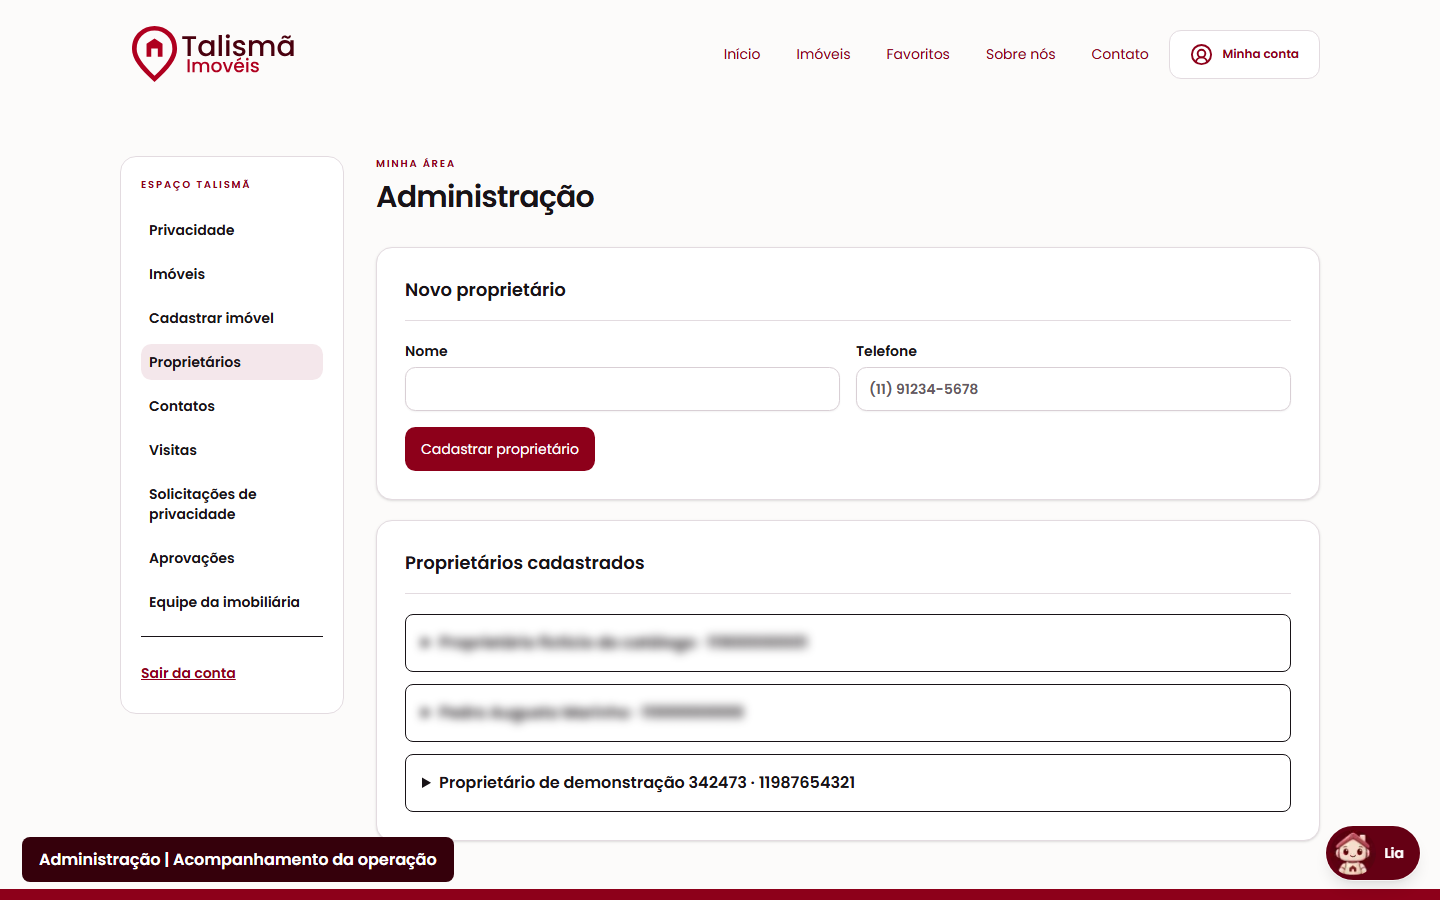 Talismã
Imovéis
Início
Imóveis
Favoritos
Sobre nós
Contato
Minha conta
ESPAÇO TALISMÃ
Privacidade
Imóveis
Cadastrar imóvel
Proprietários
Contatos
Visitas
Solicitações de
privacidade
Aprovações
Equipe da imobiliária
Sair da conta
MINHA ÁREA
Administração
Novo proprietário
Nome
Telefone
(11) 91234-5678
Cadastrar proprietário
Proprietários cadastrados
Proprietário de demonstração 342473 · 11987654321
Administração | Acompanhamento da operação
Lia